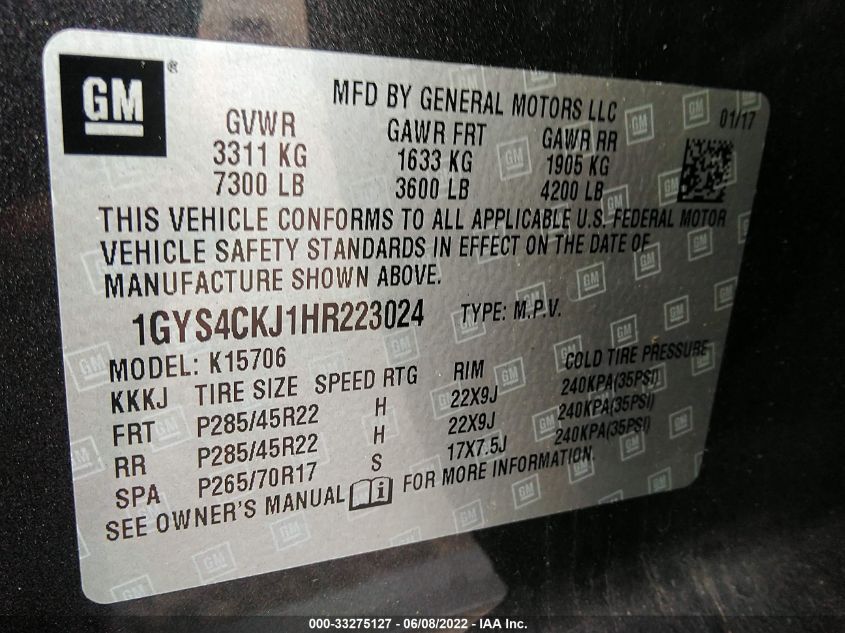 GM ®
MFD BY GENERAL MOTORS LLC
01/17
GVWR GAWR FRT GAWR RR
3311 KG 1633 KG 1905 KG
7300 LB 3600 LB 4200 LB
THIS VEHICLE CONFORMS TO ALL APPLICABLE U.S. FEDERAL MOTOR
VEHICLE SAFETY STANDARDS IN EFFECT ON THE DATE OF
MANUFACTURE SHOWN ABOVE.
1GYS4CKJ1HR223024 TYPE: M.P.V.
MODEL: K15706
KKKJ TIRE SIZE SPEED RTG RIM COLD TIRE PRESSURE
FRT P285/45R22 H 22X9J 240KPA(35PSI)
RR P285/45R22 H 22X9J 240KPA(35PSI)
SPA P265/70R17 S 17X7.5J 240KPA(35PSI)
SEE OWNER'S MANUAL i FOR MORE INFORMATION.
000-33275127 - 06/08/2022 - IAA Inc.